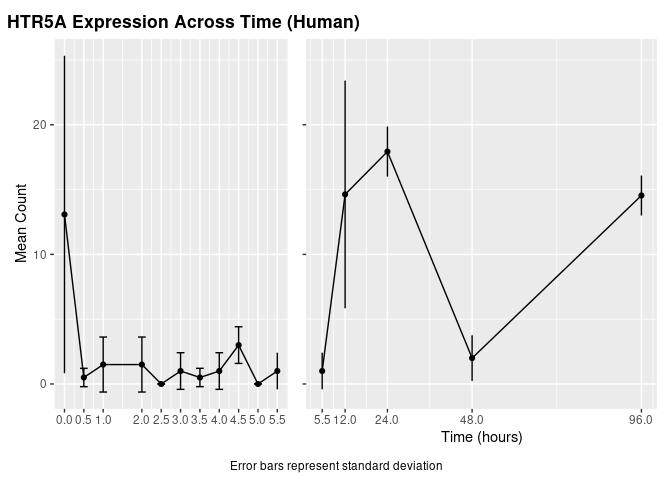 HTR5A Expression Across Time (Human)
Mean Count
20
10
0
0.0 0.5 1.0 2.0 2.5 3.0 3.5 4.0 4.5 5.0 5.5
5.5 12.0 24.0 48.0 96.0
Time (hours)
Error bars represent standard deviation